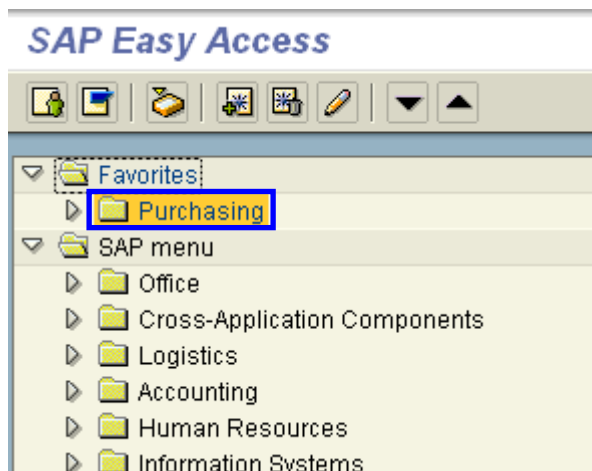 SAP Easy Access
Favorites
Purchasing
SAP menu
Office
Cross-Application Components
Logistics
Accounting
Human Resources
Information Systems